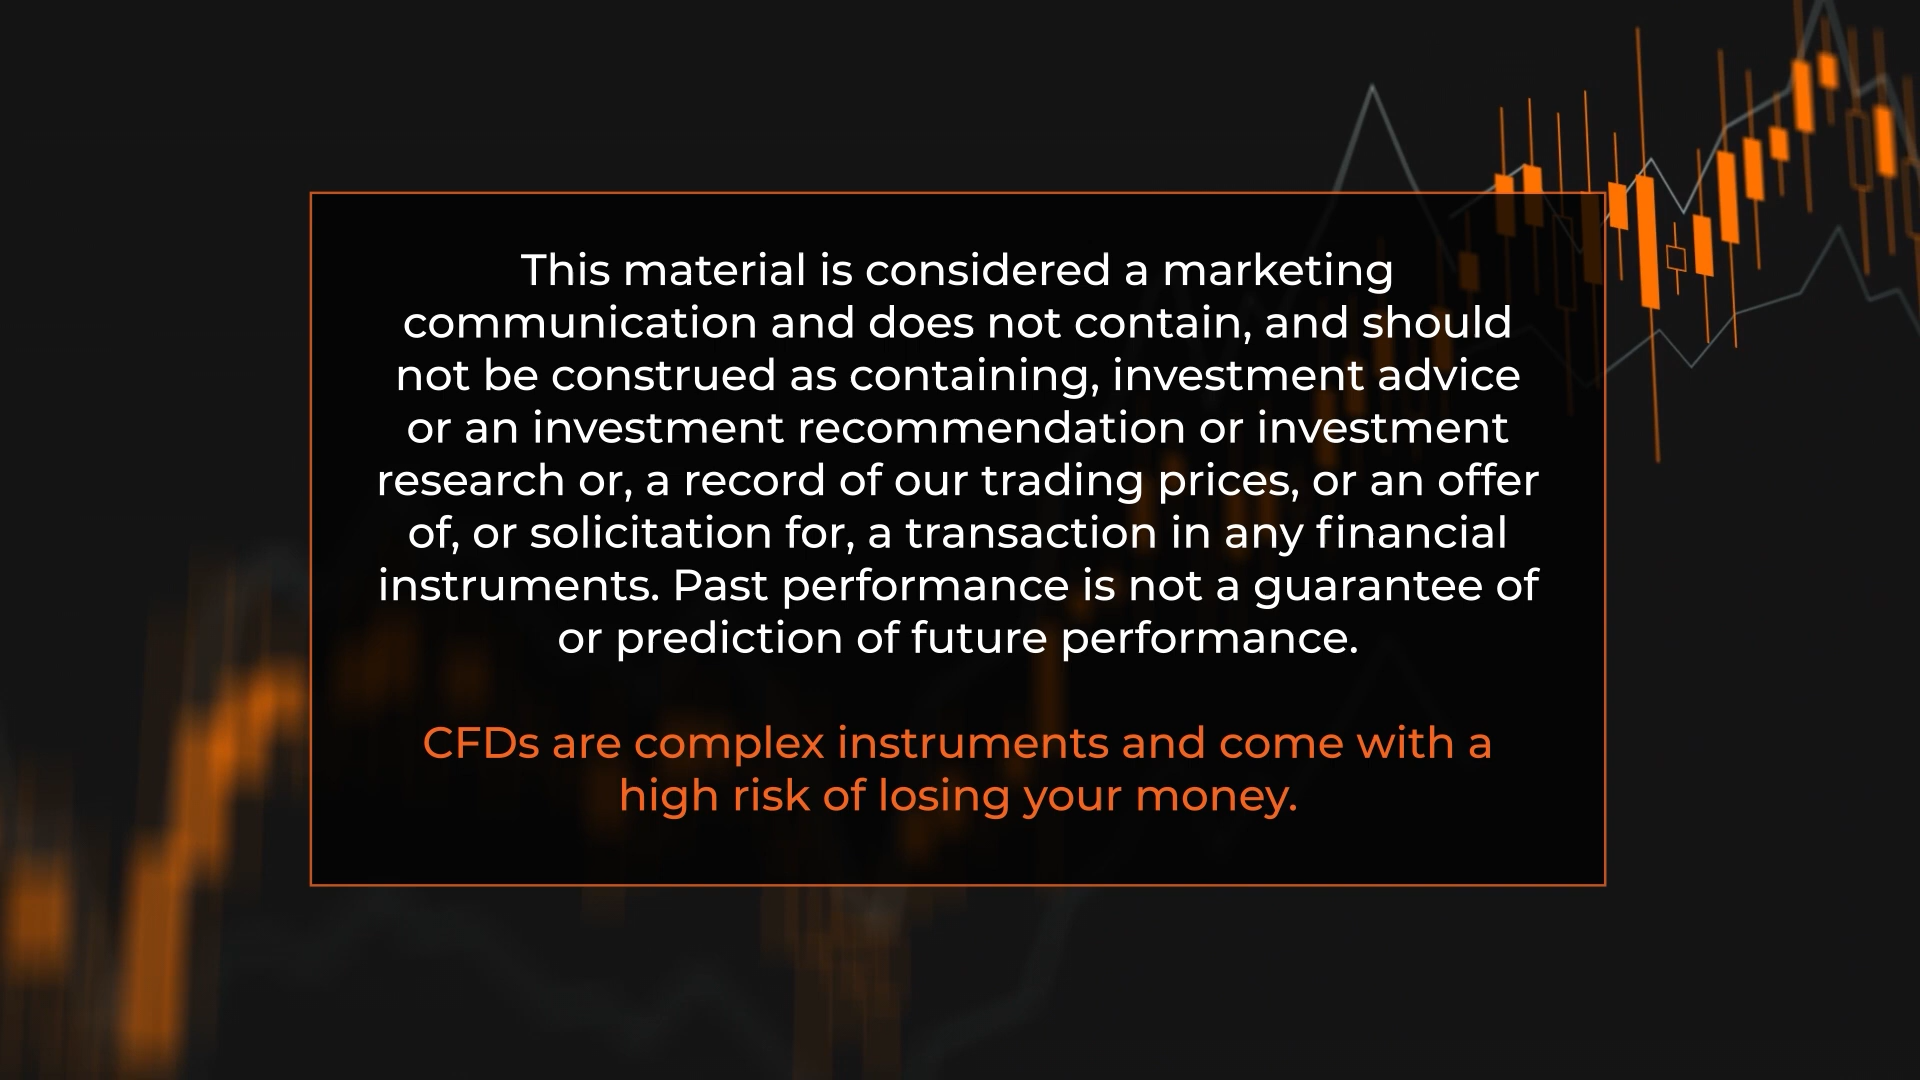 This material is considered a marketing
communication and does not contain, and should
not be construed as containing, investment advice
or an investment recommendation or investment
research or, a record of our trading prices, or an offer
of, or solicitation for, a transaction in any financial
instruments. Past performance is not a guarantee of
or prediction of future performance.
CFDs are complex instruments and come with a
high risk of losing your money.